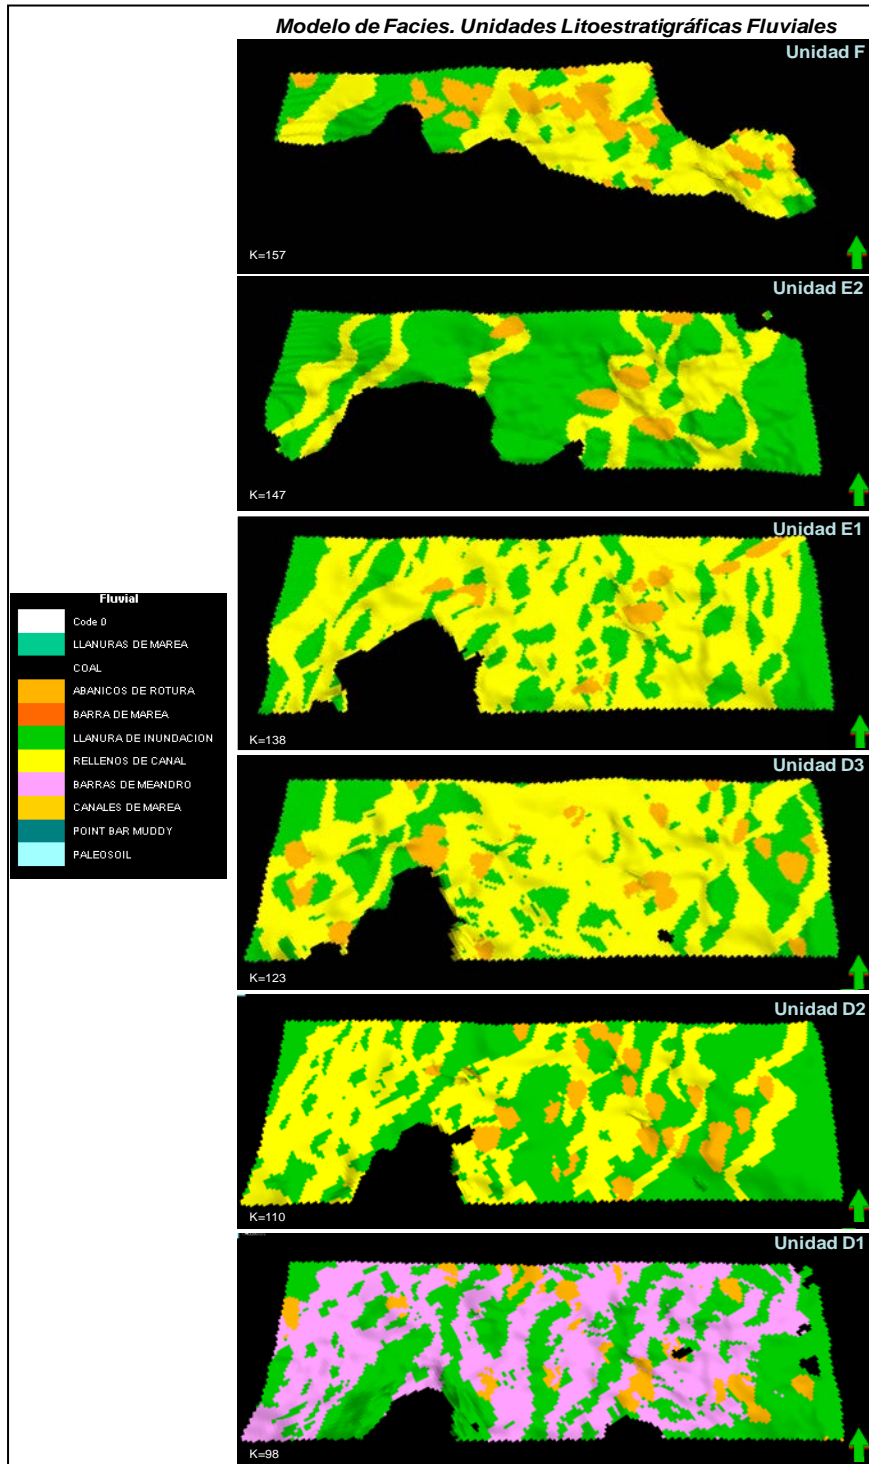 Modelo de Facies. Unidades Litoestratigráficas Fluviales
Unidad F
K=157
Unidad E2
K=147
Unidad E1
K=138
Fluvial
Code 0
LLANURAS DE MAREA
COAL
ABANICOS DE ROTURA
BARRA DE MAREA
LLANURA DE INUNDACION
RELLENOS DE CANAL
BARRAS DE MEANDRO
CANALES DE MAREA
POINT BAR MUDDY
PALEOSOIL
Unidad D3
K=123
Unidad D2
K=110
Unidad D1
K=98